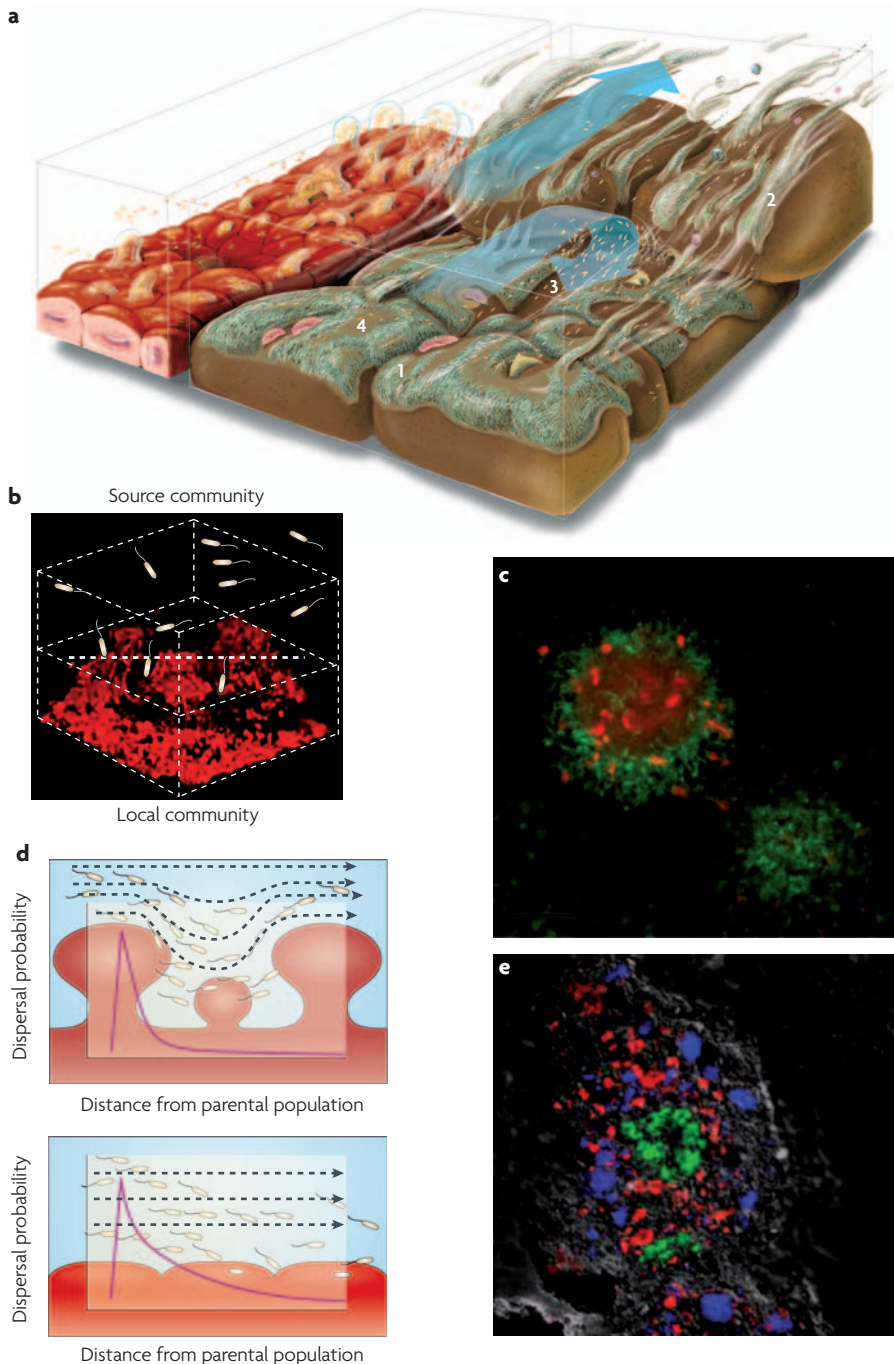 a
2
3
4
1
b
Source community
Local community
c
d
Dispersal probability
Distance from parental population
Dispersal probability
Distance from parental population
e